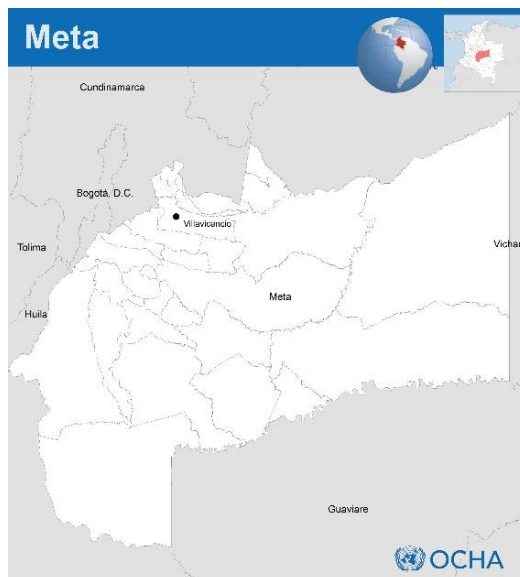 Meta
Cundinamarca
Bogotá, D.C.
Villavicencio
Tolima
Meta
Huila
Guaviare
OCHA